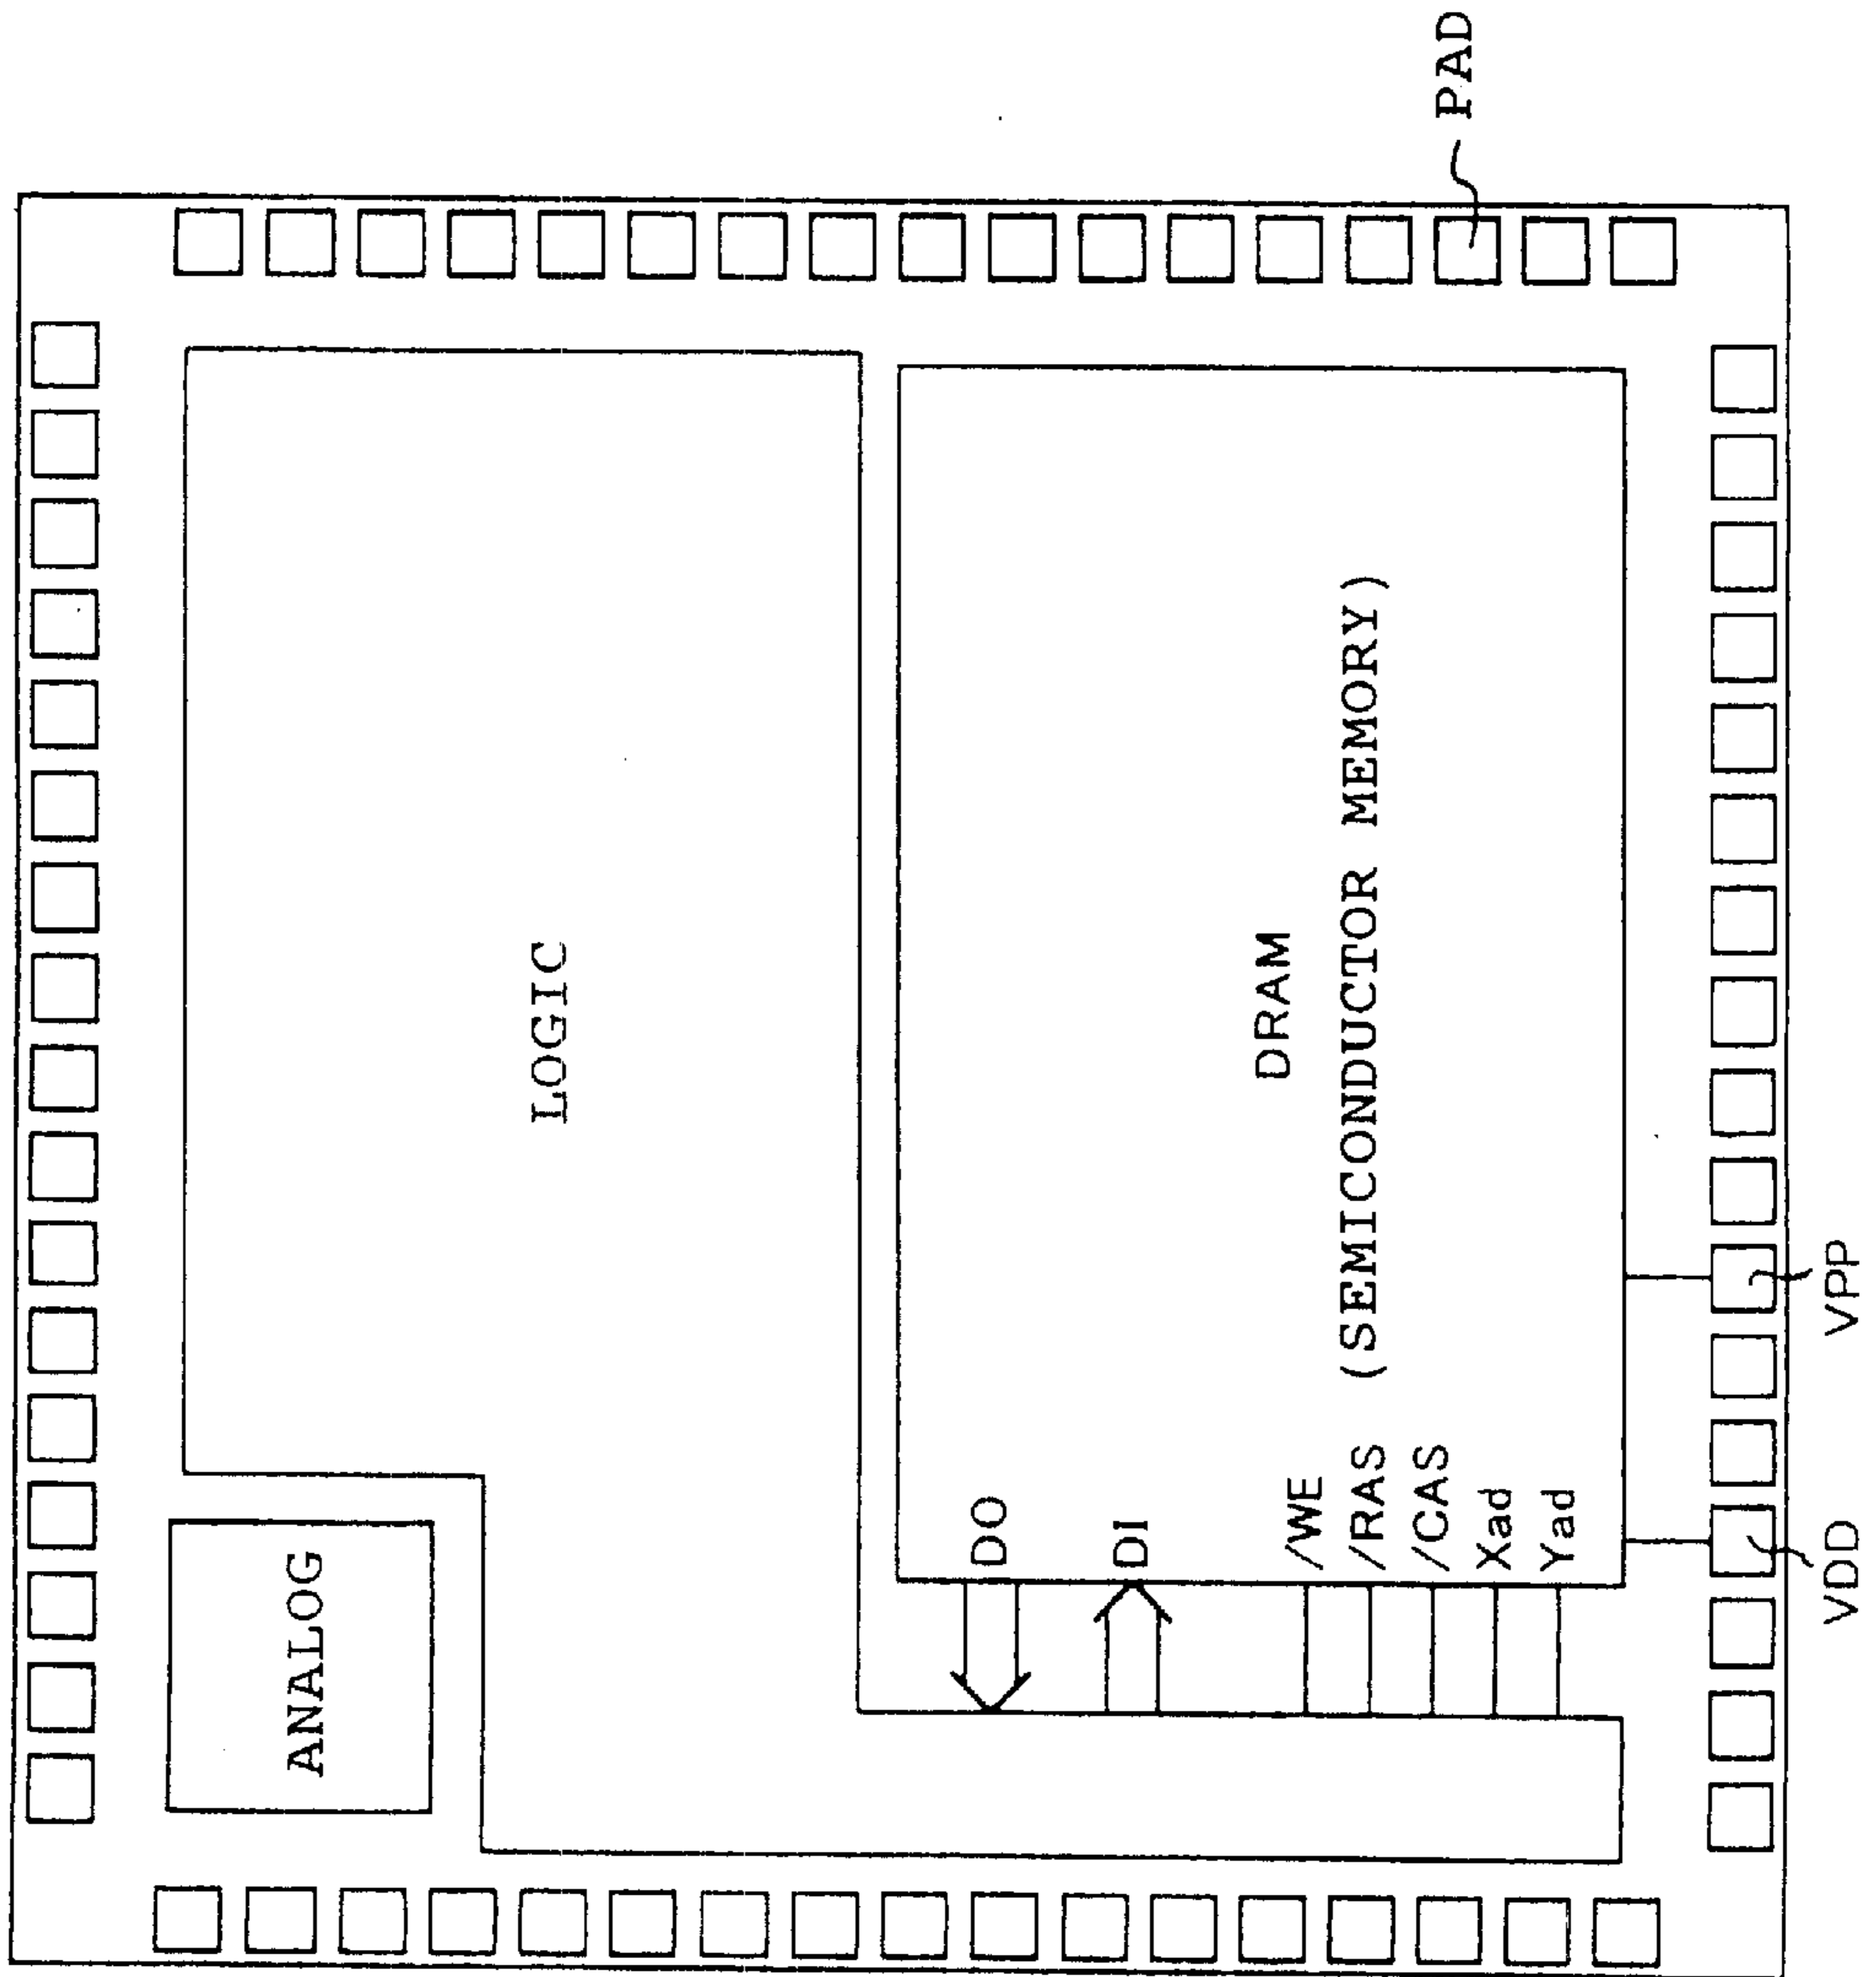 ANALOG
LOGIC
DO
DI
/WE
/RAS
/CAS
Xad
Yad
DRAM
(SEMICONDUCTOR MEMORY)
PAD
VDD
VPP